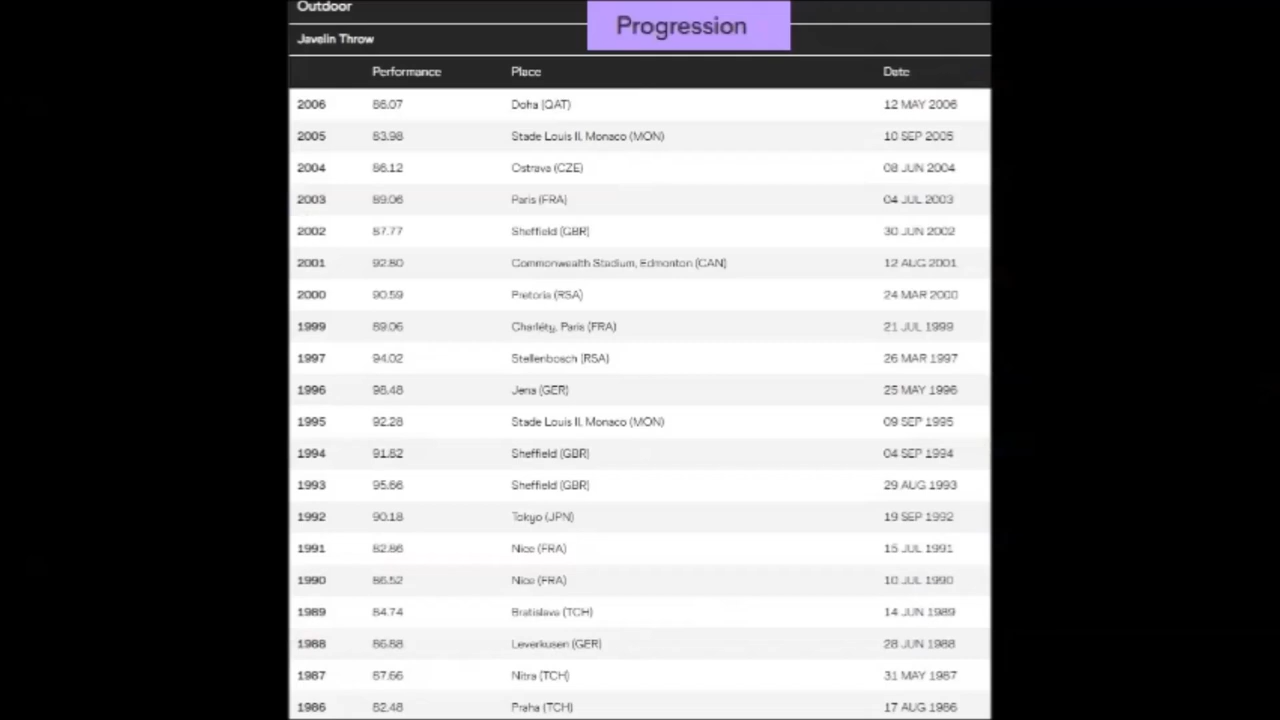 Outdoor
Progression
Javelin Throw
Performance Place Date
2006 86.07 Doha (QAT) 12 MAY 2006
2005 83.98 Stade Louis II, Monaco (MON) 10 SEP 2005
2004 86.12 Ostrava (CZE) 08 JUN 2004
2003 89.06 Paris (FRA) 04 JUL 2003
2002 87.77 Sheffield (GBR) 30 JUN 2002
2001 92.80 Commonwealth Stadium, Edmonton (CAN) 12 AUG 2001
2000 90.59 Pretoria (RSA) 24 MAR 2000
1999 89.06 Charléty, Paris (FRA) 21 JUL 1999
1997 94.02 Stellenbosch (RSA) 26 MAR 1997
1996 98.48 Jena (GER) 25 MAY 1996
1995 92.28 Stade Louis II, Monaco (MON) 09 SEP 1995
1994 91.82 Sheffield (GBR) 04 SEP 1994
1993 95.66 Sheffield (GBR) 29 AUG 1993
1992 90.18 Tokyo (JPN) 19 SEP 1992
1991 82.86 Nice (FRA) 15 JUL 1991
1990 86.52 Nice (FRA) 10 JUL 1990
1989 84.74 Bratislava (TCH) 14 JUN 1989
1988 86.88 Leverkusen (GER) 28 JUN 1988
1987 87.66 Nitra (TCH) 31 MAY 1987
1986 82.48 Praha (TCH) 17 AUG 1986